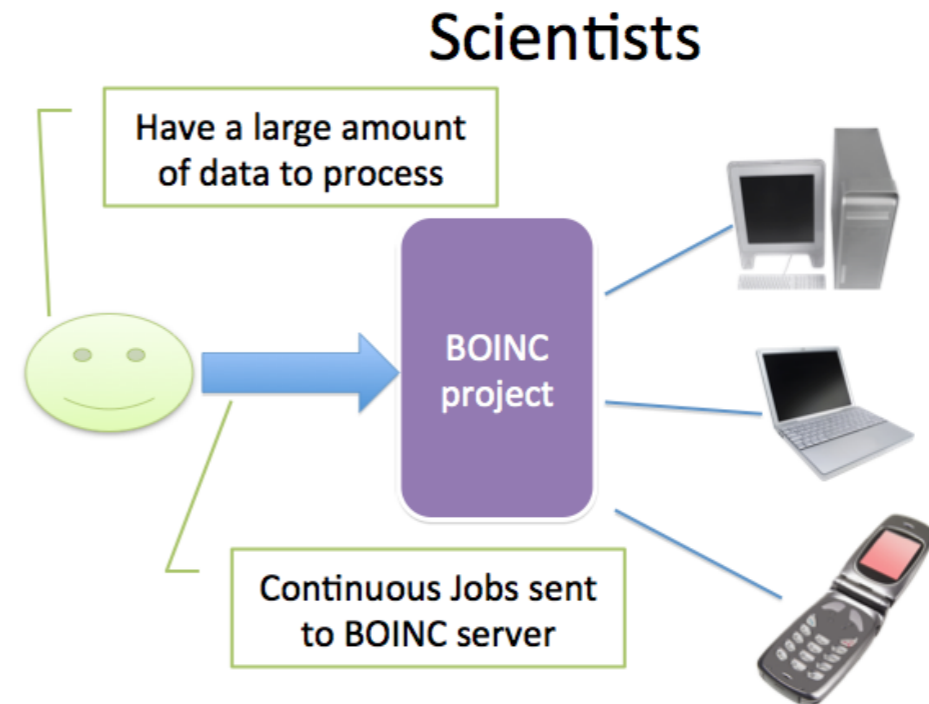 Scientists
Have a large amount
of data to process
BOINC
project
Continuous Jobs sent
to BOINC server